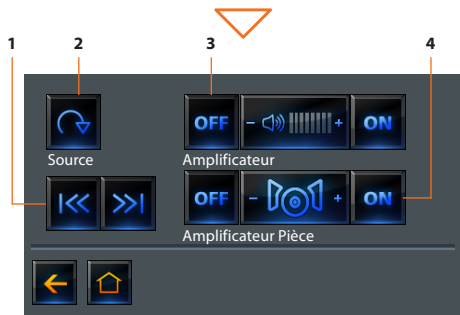 1 2 3 4
OFF - + ON
Source Amplificateur
OFF - + ON
Amplificateur Pièce